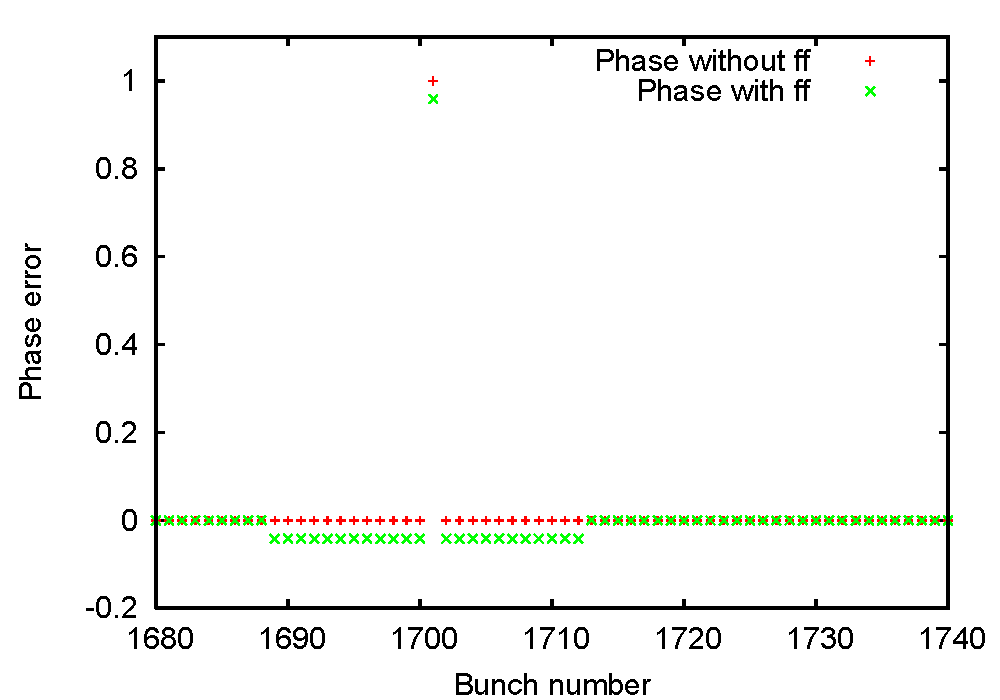 Phase without ff
Phase with ff
1
0.8
0.6
0.4
0.2
0
-0.2
1680 1690 1700 1710 1720 1730 1740
Phase error
Bunch number